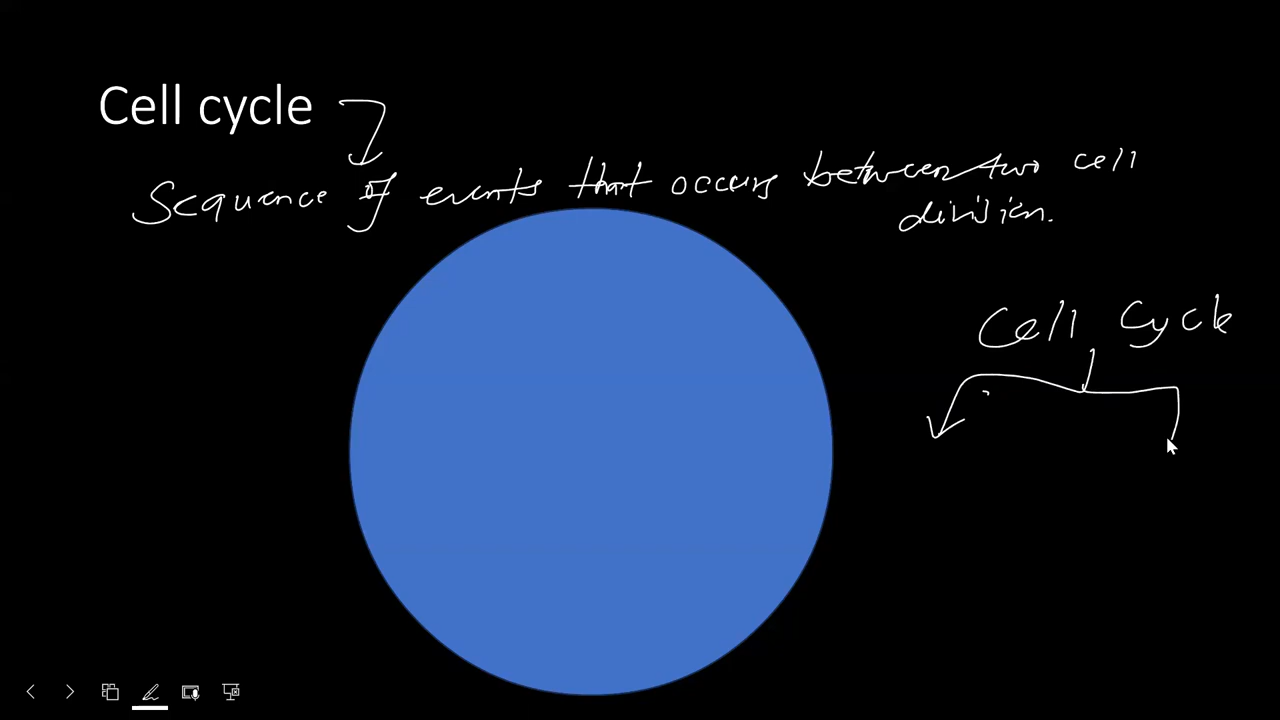 Cell cycle
Sequence of events that occurs between two cell
division.
Cell Cycle